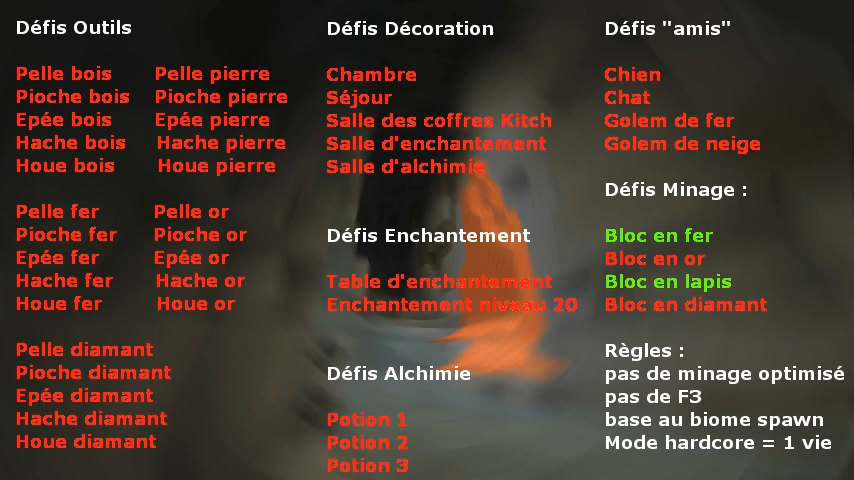 Défis Outils
Pelle bois Pelle pierre
Pioche bois Pioche pierre
Epée bois Epée pierre
Hache bois Hache pierre
Houe bois Houe pierre
Pelle fer Pelle or
Pioche fer Pioche or
Epée fer Epée or
Hache fer Hache or
Houe fer Houe or
Pelle diamant
Pioche diamant
Epée diamant
Hache diamant
Houe diamant
Défis Décoration
Chambre
Séjour
Salle des coffres Kitch
Salle d'enchantement
Salle d'alchimie
Défis Enchantement
Table d'enchantement
Enchantement niveau 20
Défis Alchimie
Potion 1
Potion 2
Potion 3
Défis "amis"
Chien
Chat
Golem de fer
Golem de neige
Défis Minage :
Bloc en fer
Bloc en or
Bloc en lapis
Bloc en diamant
Règles :
pas de minage optimisé
pas de F3
base au biome spawn
Mode hardcore = 1 vie